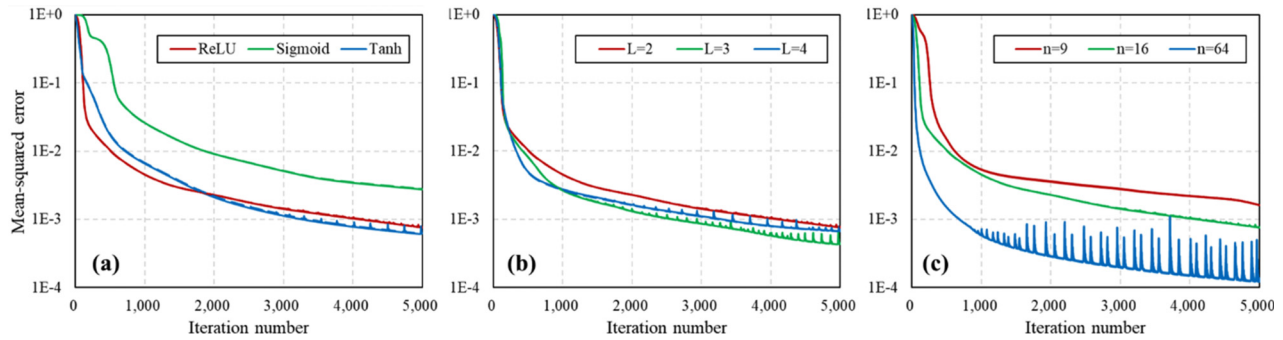 Mean-squared error
1E+0
1E-1
1E-2
1E-3
1E-4
ReLU Sigmoid Tanh
(a)
0 1,000 2,000 3,000 4,000 5,000
Iteration number
1E+0
1E-1
1E-2
1E-3
1E-4
L=2 L=3 L=4
(b)
0 1,000 2,000 3,000 4,000 5,000
Iteration number
1E+0
1E-1
1E-2
1E-3
1E-4
n=9 n=16 n=64
(c)
0 1,000 2,000 3,000 4,000 5,000
Iteration number